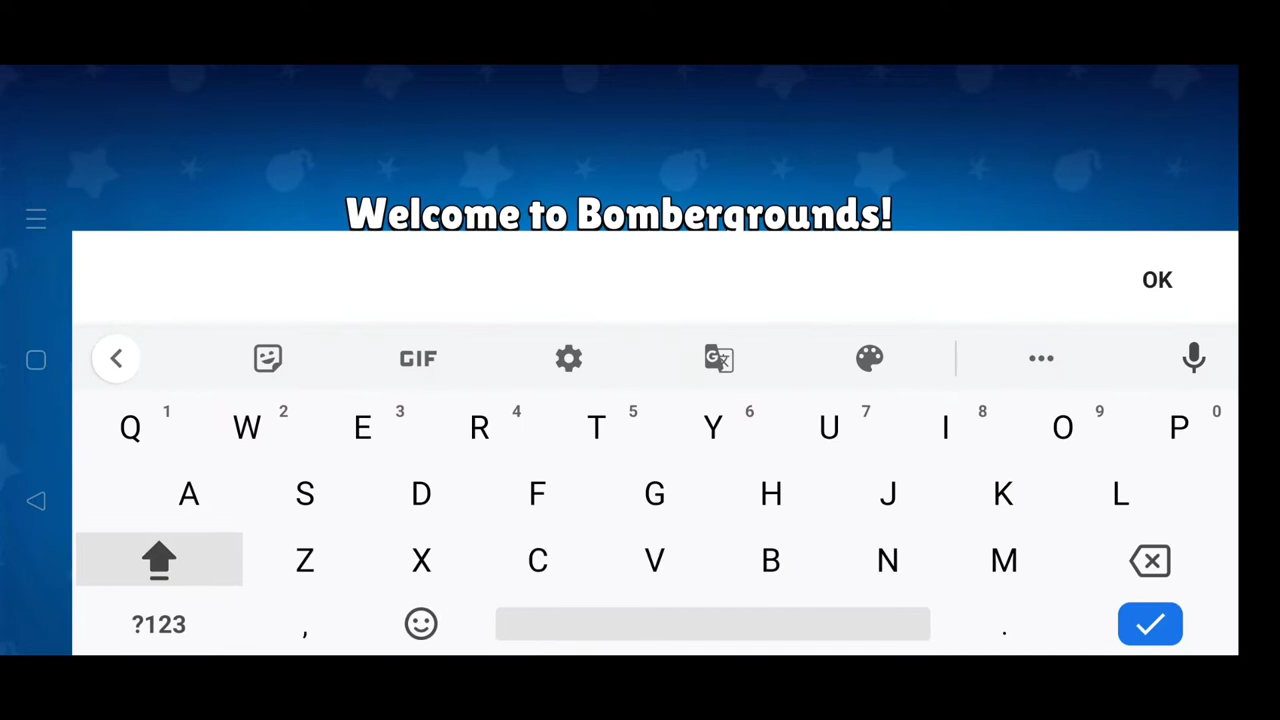 Welcome to Bombergrounds!
OK
GIF
Q 1 W 2 E 3 R 4 T 5 Y 6 U 7 I 8 O 9 P 0
A S D F G H J K L
Z X C V B N M
?123 , .